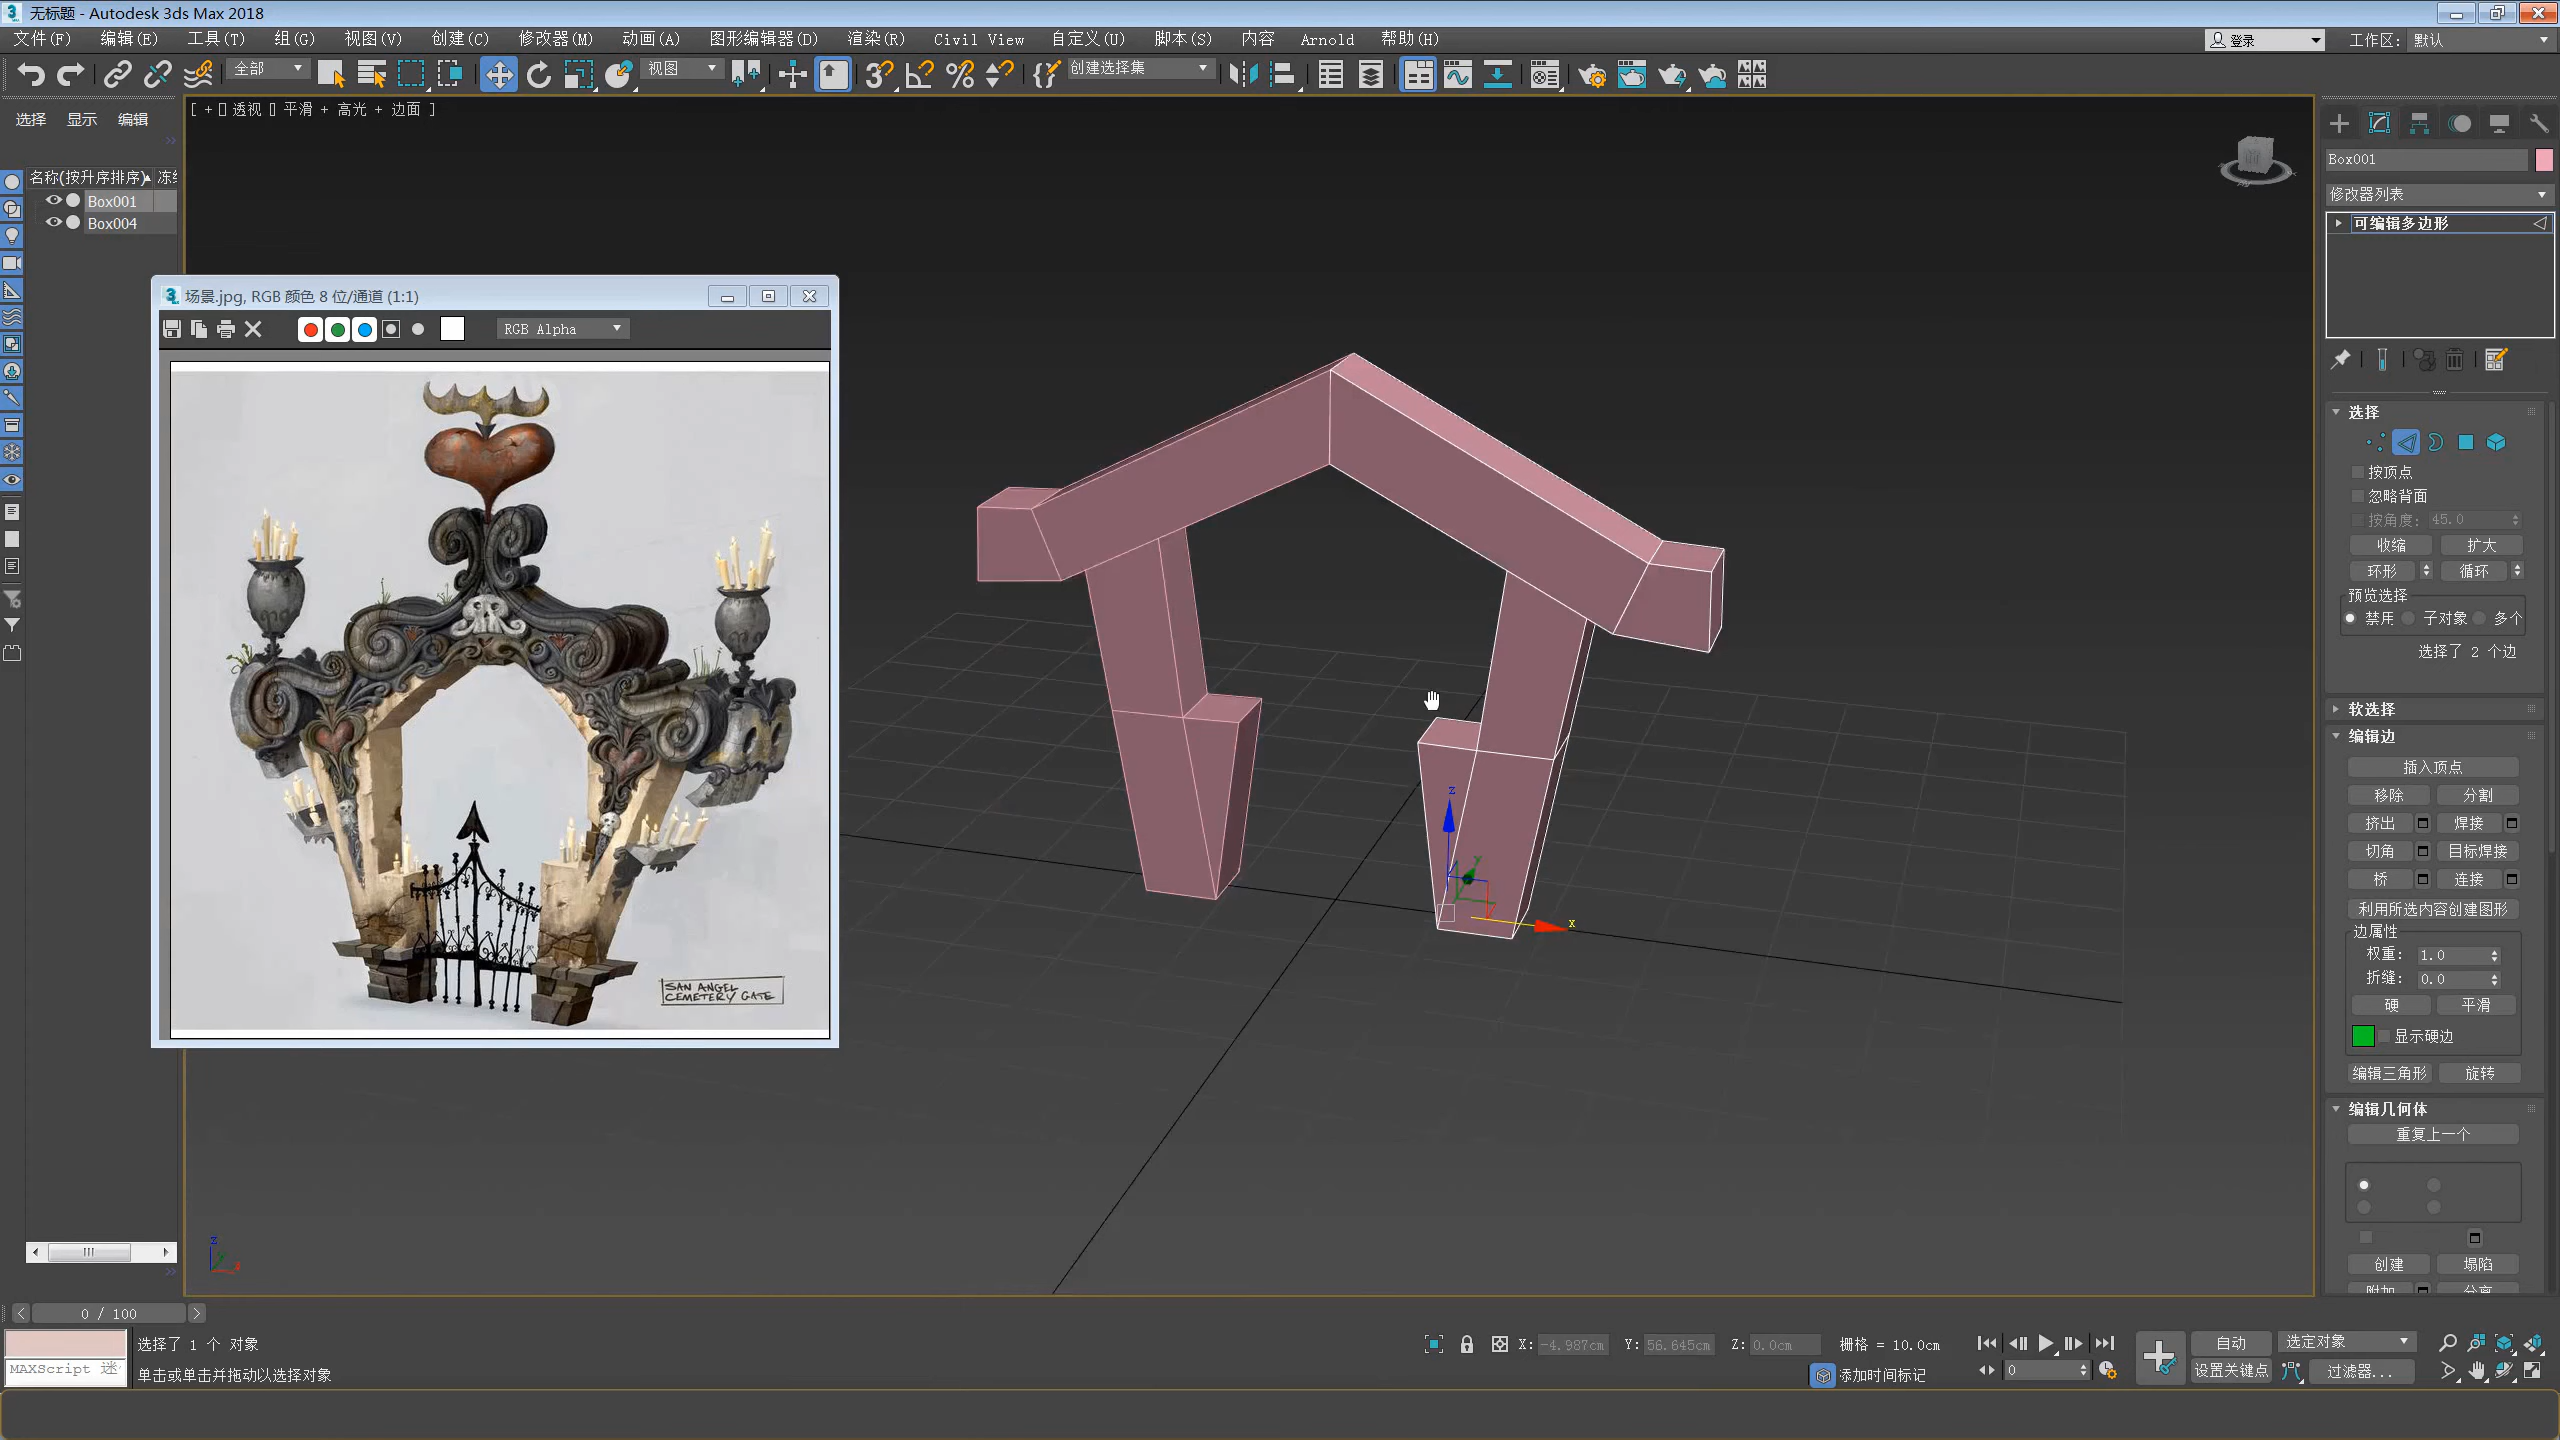 无标题 - Autodesk 3ds Max 2018
文件(F) 编辑(E) 工具(T) 组(G) 视图(V) 创建(C) 修改器(M) 动画(A) 图形编辑器(D) 渲染(R) Civil View 自定义(U) 脚本(S) 内容 Arnold 帮助(H) 登录 工作区: 默认
全部 视图 创建选择集
选择 显示 编辑
[ + ▯ 透视 ▯ 平滑 + 高光 + 边面 ]
名称(按升序排序)
Box001
Box004
场景.jpg, RGB 颜色 8 位/通道 (1:1)
RGB Alpha
SAN ANGEL
CEMETERY GATE
z
y
x
Box001
修改器列表
可编辑多边形
选择
按顶点
忽略背面
按角度: 45.0
收缩 扩大
环形 循环
预览选择
禁用 子对象 多个
选择了 2 个边
软选择
编辑边
插入顶点
移除 分割
挤出 焊接
切角 目标焊接
桥 连接
利用所选内容创建图形
边属性
权重: 1.0
折缝: 0.0
硬 平滑
显示硬边
编辑三角形 旋转
编辑几何体
重复上一个
创建 塌陷
附加 分离
0 / 100
选择了 1 个 对象
MAXScript 迷
单击或单击并拖动以选择对象
X: -4.987cm Y: 56.645cm Z: 0.0cm 栅格 = 10.0cm
添加时间标记
0
自动 选定对象
设置关键点 过滤器...